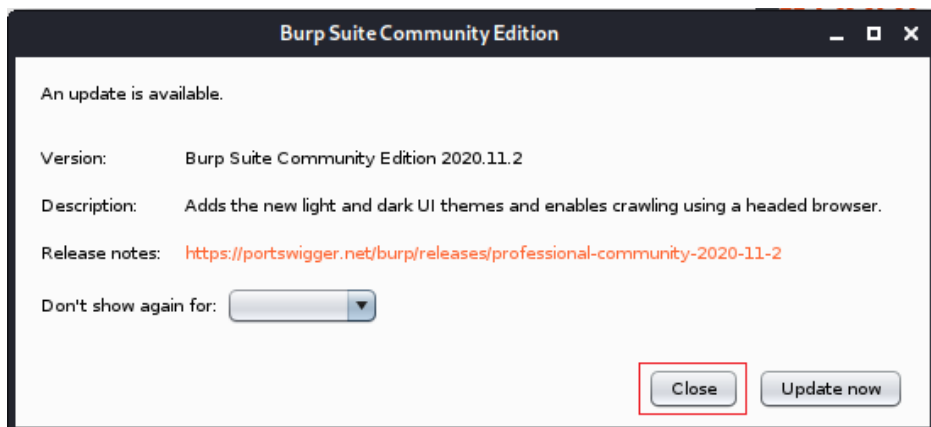 Burp Suite Community Edition
An update is available.
Version: Burp Suite Community Edition 2020.11.2
Description: Adds the new light and dark UI themes and enables crawling using a headed browser.
Release notes: https://portswigger.net/burp/releases/professional-community-2020-11-2
Don't show again for:
Close Update now